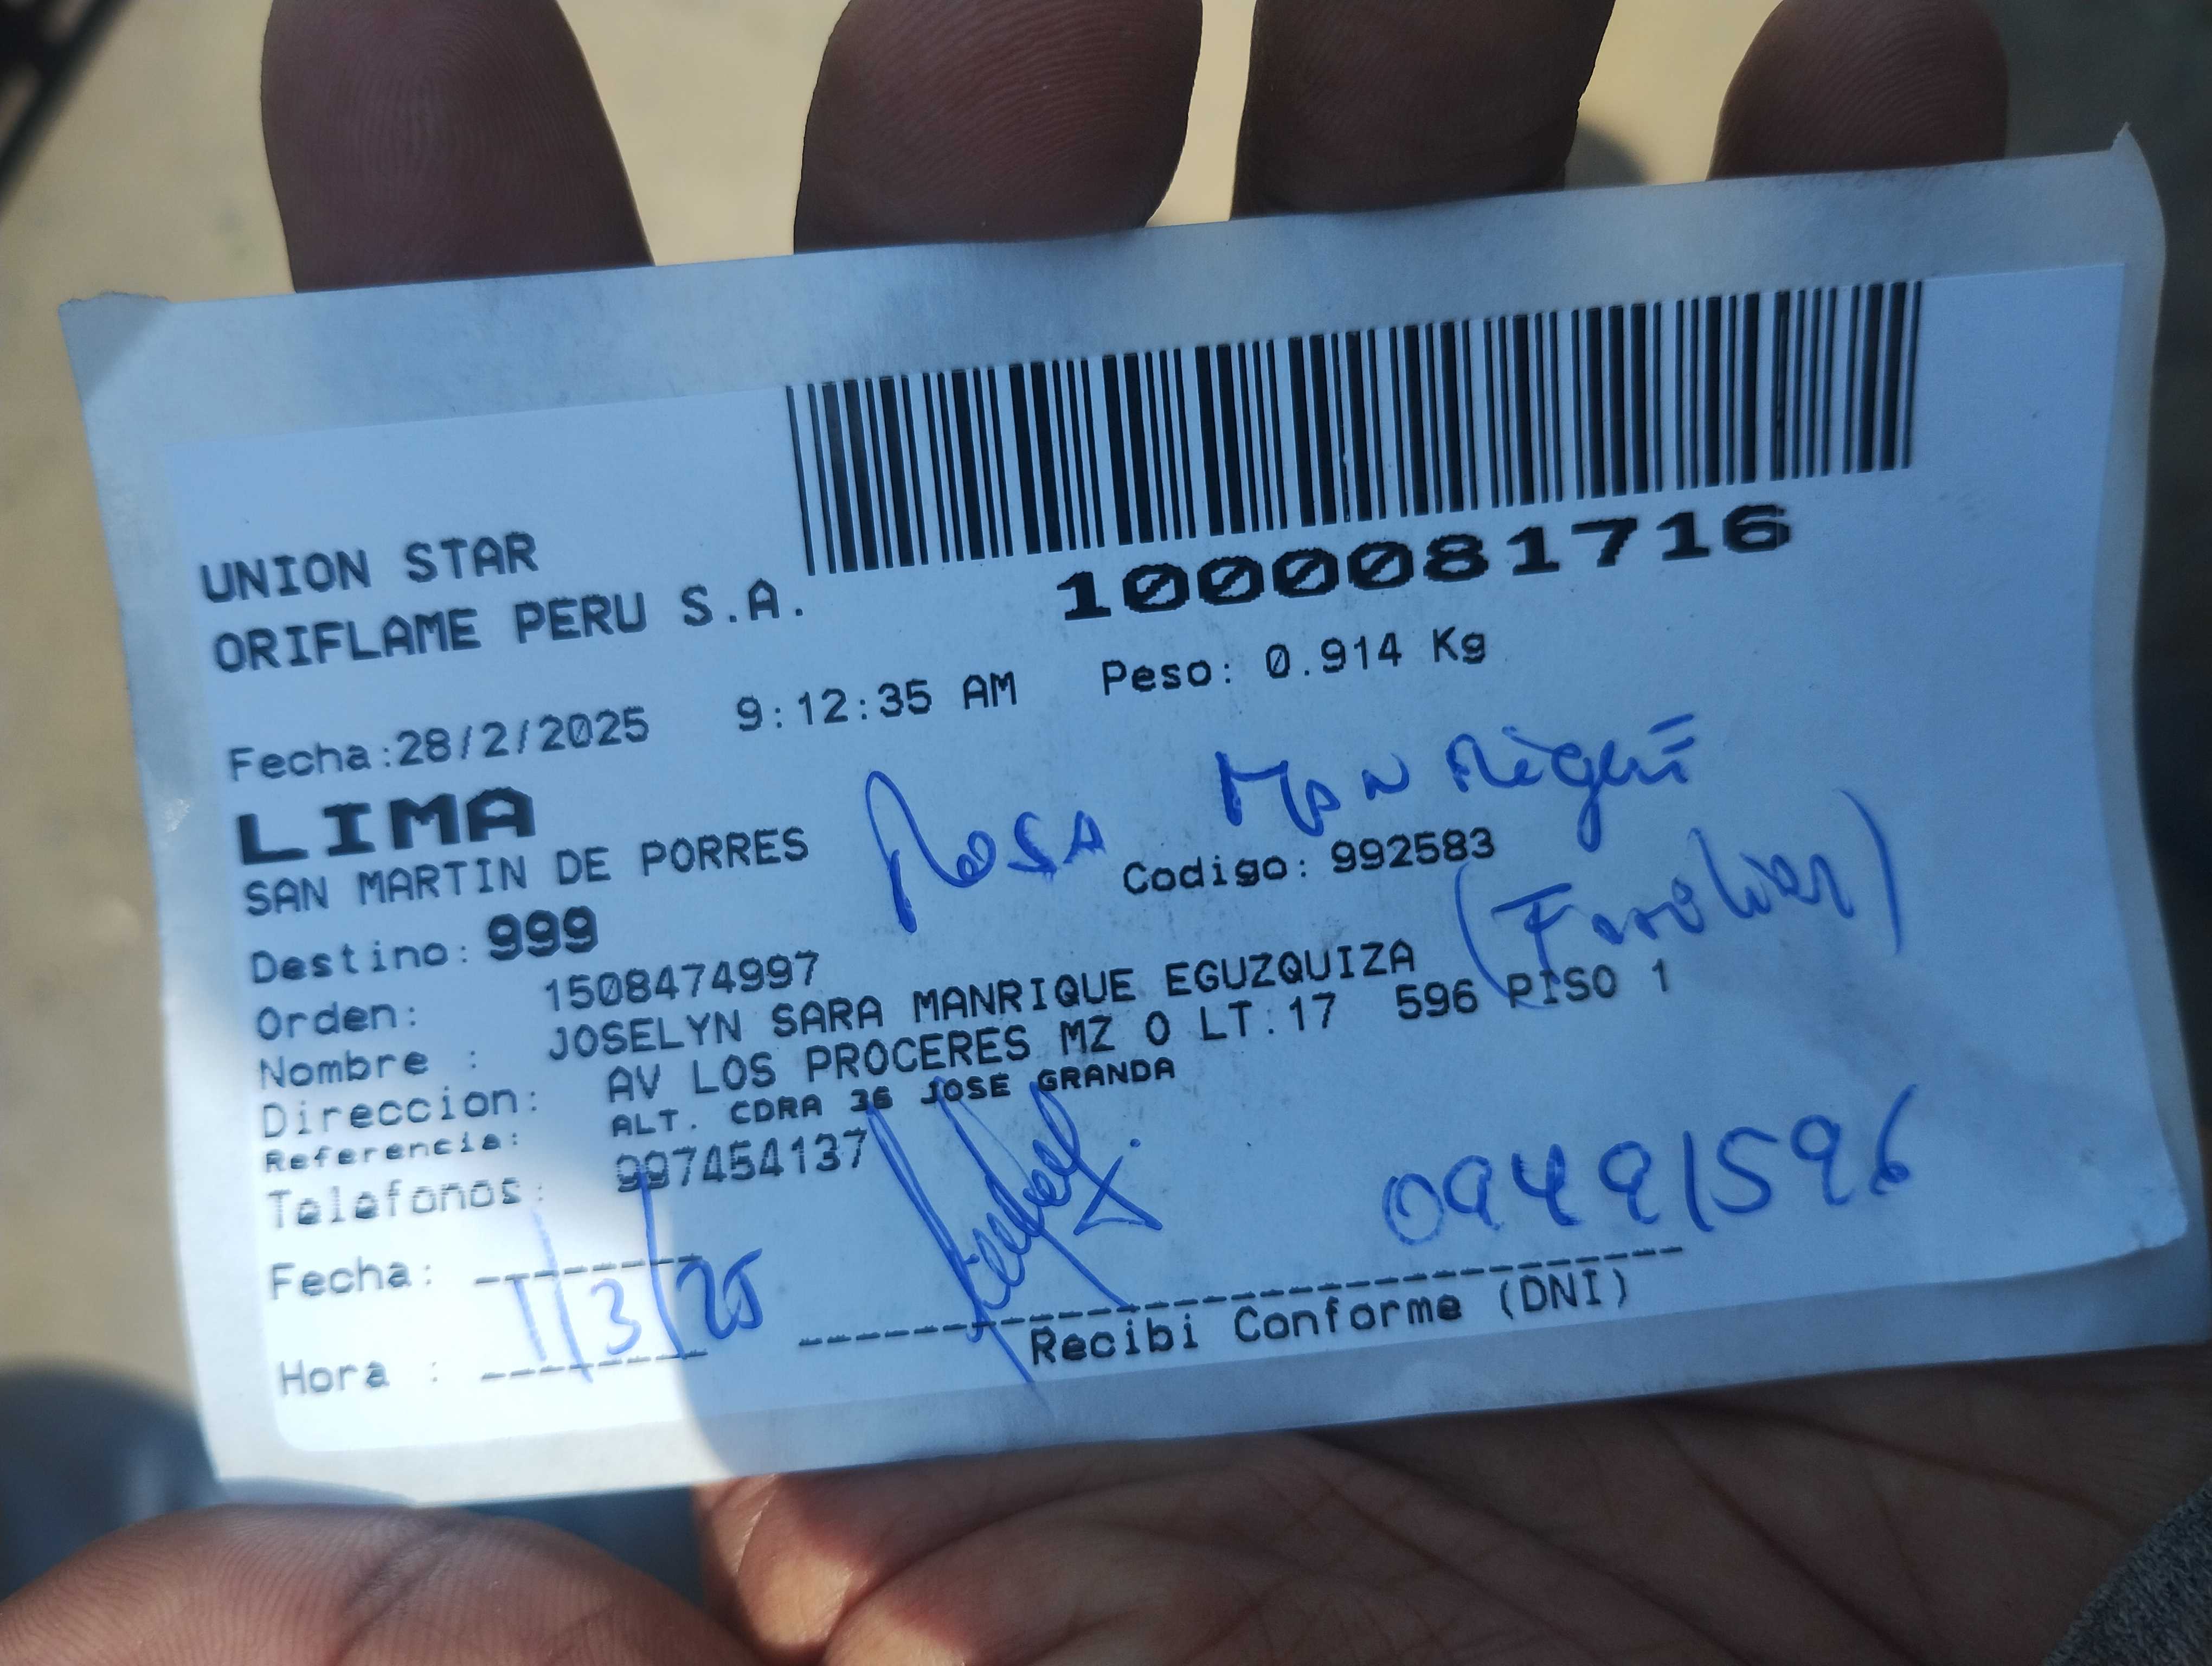 UNION STAR
ORIFLAME PERU S.A.
1000081716
Fecha:28/2/2025 9:12:35 AM Peso: 0.914 Kg
LIMA
Rosa Manrique
SAN MARTIN DE PORRES
Codigo: 992583
(Familiar)
Destino: 999
Orden: 1508474997
Nombre : JOSELYN SARA MANRIQUE EGUZQUIZA
Direccion: AV LOS PROCERES MZ O LT.17 596 PISO 1
Referencia: ALT. CDRA 36 JOSE GRANDA
Telefonos: 997454137
09491596
Fecha: 1/3/25
Recibi Conforme (DNI)
Hora :